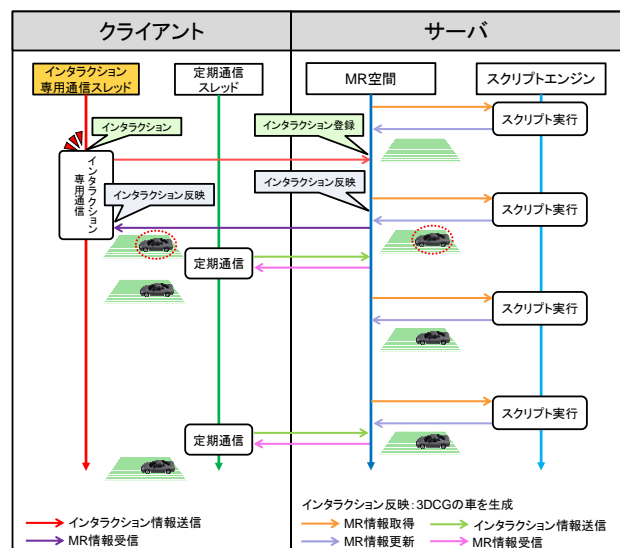 クライアント
サーバ
インタラクション
専用通信スレッド
定期通信
スレッド
MR空間
スクリプトエンジン
インタラクション
インタラクション登録
スクリプト実行
インタラクション
専用通信
インタラクション反映
インタラクション反映
スクリプト実行
定期通信
スクリプト実行
定期通信
スクリプト実行
インタラクション情報送信
MR情報受信
インタラクション反映:3DCGの車を生成
MR情報取得
インタラクション情報送信
MR情報更新
MR情報受信